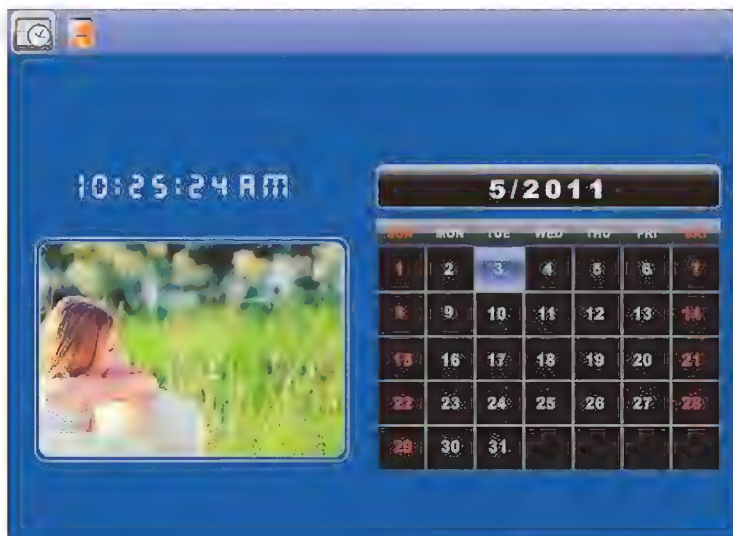 10:25:24 AM
5/2011
SUN MON TUE WED THU FRI SAT
1 2 3 4 5 6 7
8 9 10 11 12 13 14
15 16 17 18 19 20 21
22 23 24 25 26 27 28
29 30 31